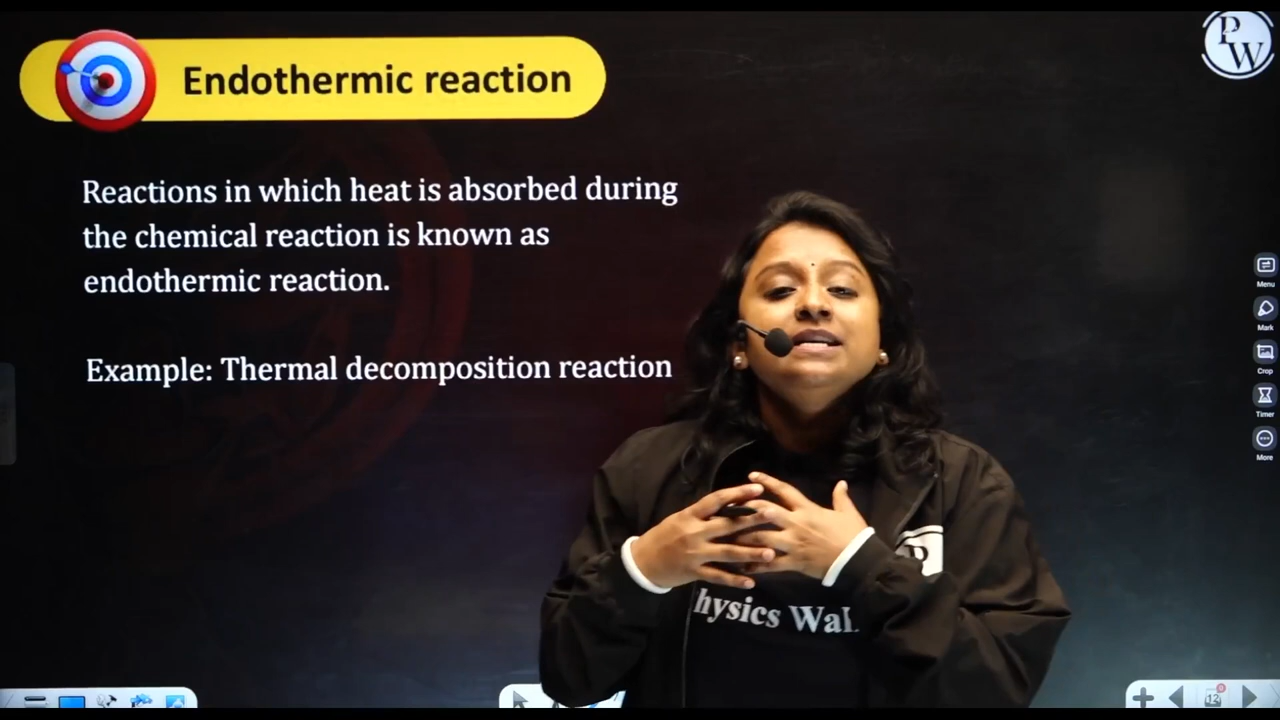 Endothermic reaction
PW
Reactions in which heat is absorbed during
the chemical reaction is known as
endothermic reaction.
Example: Thermal decomposition reaction
Menu
Mark
Crop
Timer
More
P
hysics Wal
12